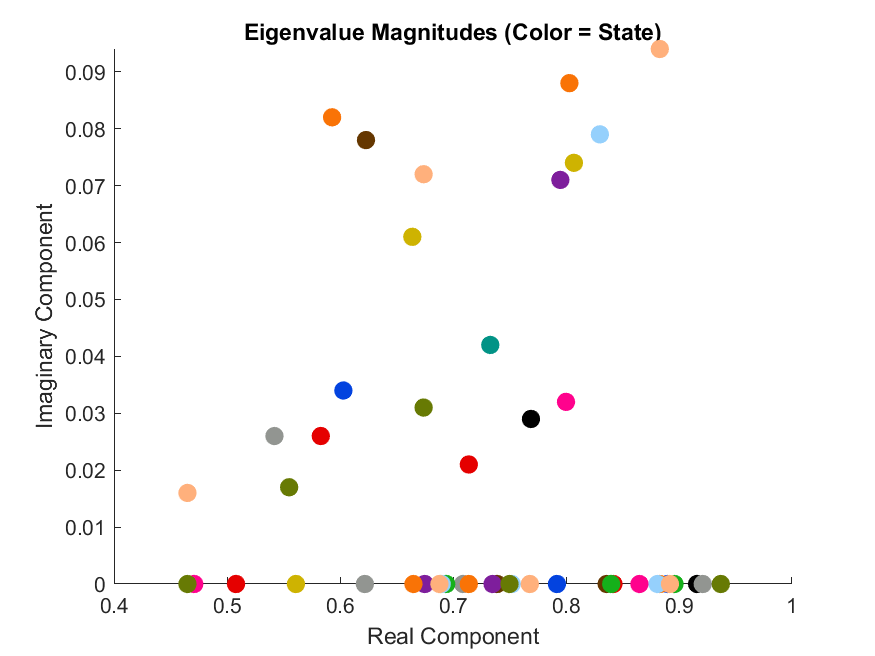 Eigenvalue Magnitudes (Color = State)
0.09
0.08
0.07
0.06
0.05
0.04
0.03
0.02
0.01
0
Imaginary Component
0.4 0.5 0.6 0.7 0.8 0.9 1
Real Component